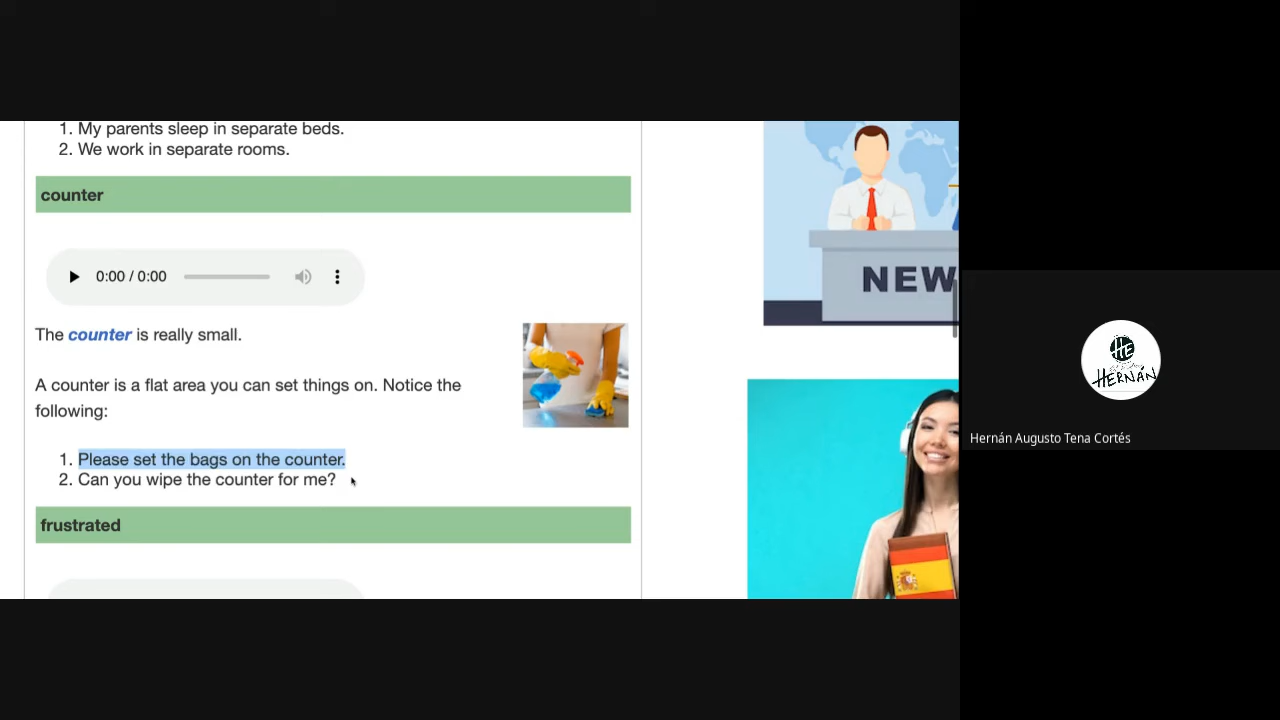 1. My parents sleep in separate beds.
2. We work in separate rooms.
counter
0:00 / 0:00
The counter is really small.
A counter is a flat area you can set things on. Notice the
following:
1. Please set the bags on the counter.
2. Can you wipe the counter for me?
frustrated
NEW
HE
HERNÁN
Hernán Augusto Tena Cortés